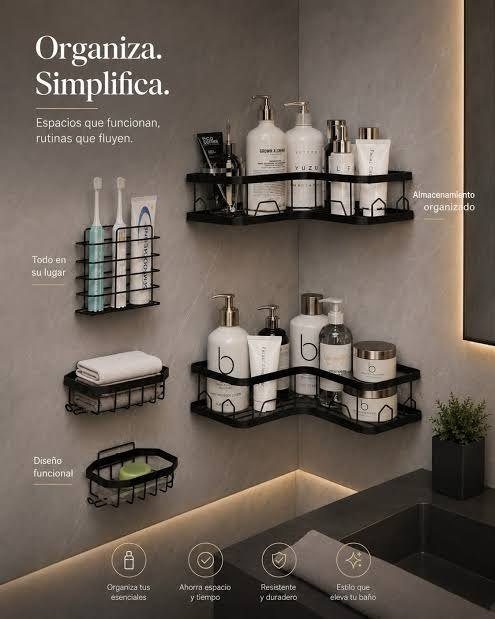 Organiza.
Simplifica.
Espacios que funcionan,
rutinas que fluyen.
Almacenamiento
organizado
YUZU
Todo en
su lugar
b
b
b
Diseño
funcional
Organiza tus
esenciales
Ahorra espacio
y tiempo
Resistente
y duradero
Estilo que
eleva tu baño